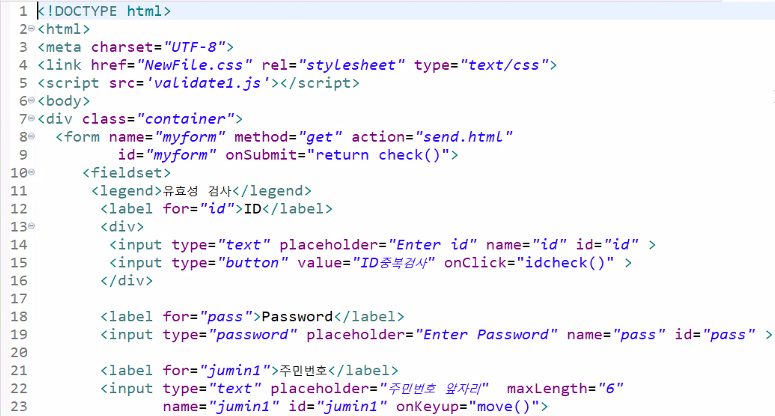 1 <!DOCTYPE html>
2 <html>
3 <meta charset="UTF-8">
4 <link href="NewFile.css" rel="stylesheet" type="text/css">
5 <script src='validate1.js'></script>
6 <body>
7 <div class="container">
8 <form name="myform" method="get" action="send.html"
9 id="myform" onSubmit="return check()">
10 <fieldset>
11 <legend>유효성 검사</legend>
12 <label for="id">ID</label>
13 <div>
14 <input type="text" placeholder="Enter id" name="id" id="id" >
15 <input type="button" value="ID중복검사" onClick="idcheck()" >
16 </div>
17
18 <label for="pass">Password</label>
19 <input type="password" placeholder="Enter Password" name="pass" id="pass" >
20
21 <label for="jumin1">주민번호</label>
22 <input type="text" placeholder="주민번호 앞자리" maxLength="6"
23 name="jumin1" id="jumin1" onKeyup="move()">